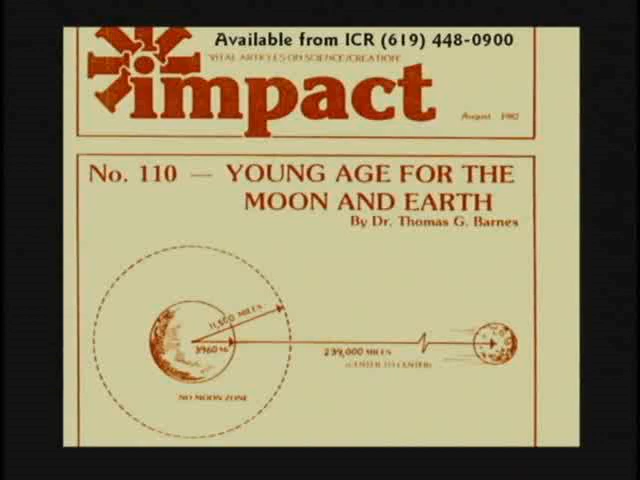 Available from ICR (619) 448-0900
"VITAL ARTICLES ON SCIENCE/CREATION"
impact
August 1982
No. 110 — YOUNG AGE FOR THE
MOON AND EARTH
By Dr. Thomas G. Barnes
11,500 MILES
3960 MI
239,000 MILES
(CENTER TO CENTER)
NO MOON ZONE